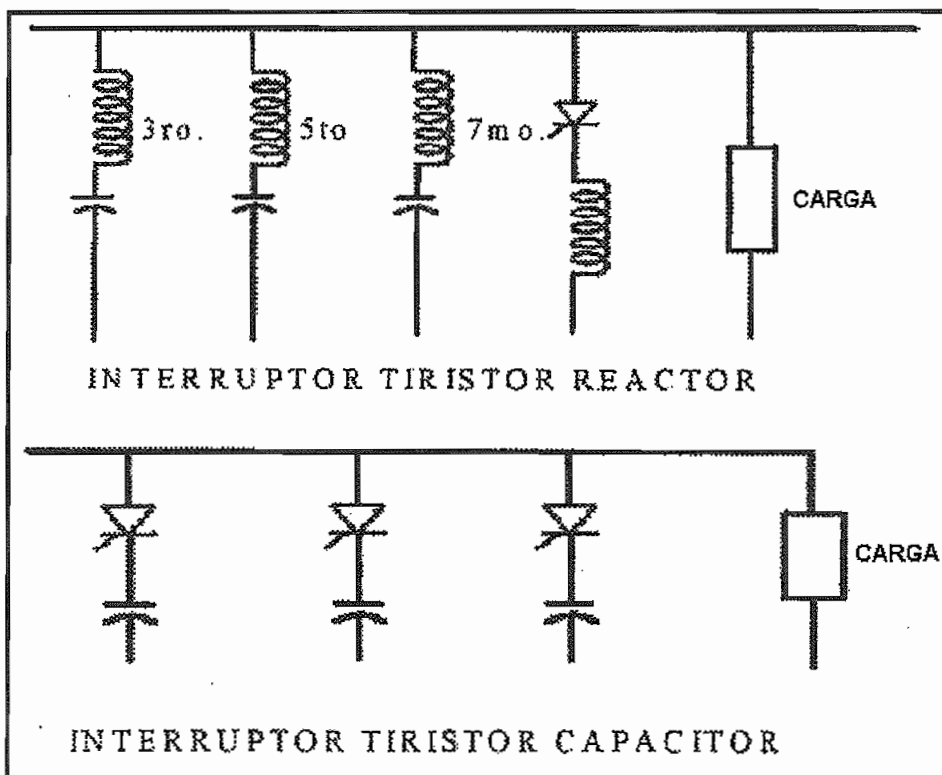 3ro.
5to
7mo.
CARGA
INTERRUPTOR TIRISTOR REACTOR
CARGA
INTERRUPTOR TIRISTOR CAPACITOR